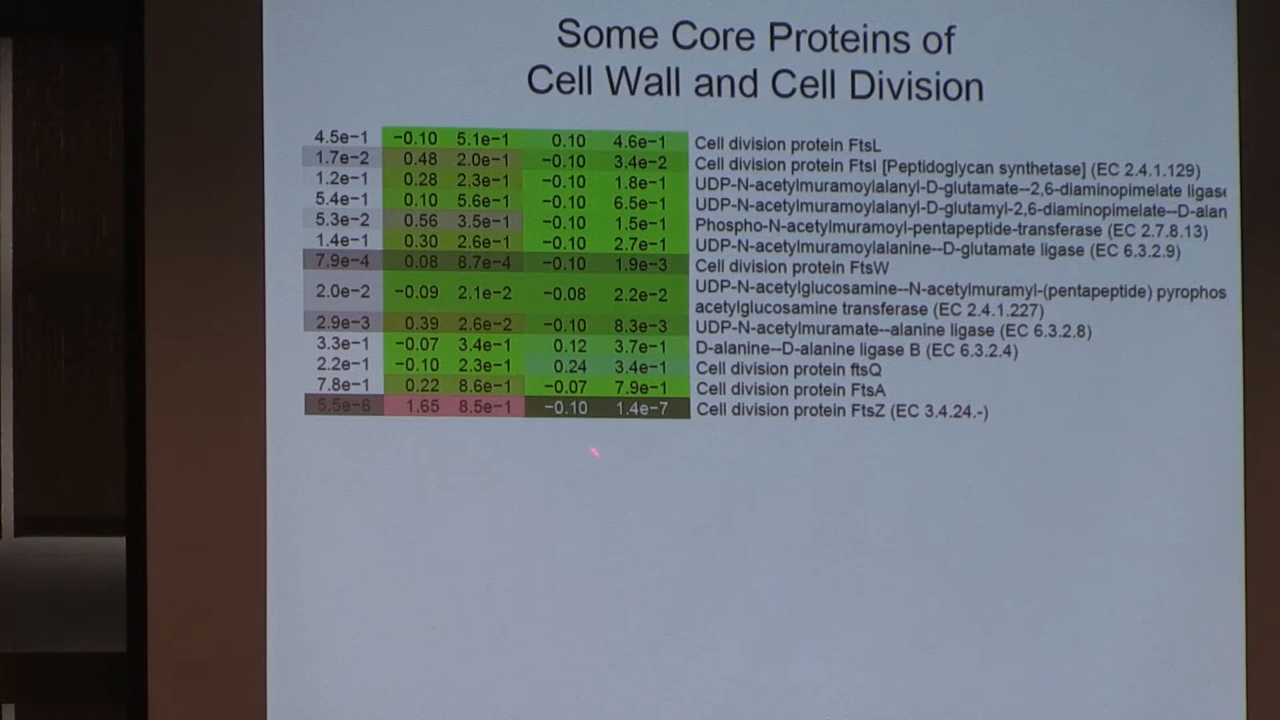 Some Core Proteins of
Cell Wall and Cell Division
4.5e−1 −0.10 5.1e−1 0.10 4.6e−1 Cell division protein FtsL
1.7e−2 0.48 2.0e−1 −0.10 3.4e−2 Cell division protein FtsI [Peptidoglycan synthetase] (EC 2.4.1.129)
1.2e−1 0.28 2.3e−1 −0.10 1.8e−1 UDP-N-acetylmuramoylalanyl-D-glutamate--2,6-diaminopimelate ligas
5.4e−1 0.10 5.6e−1 −0.10 6.5e−1 UDP-N-acetylmuramoylalanyl-D-glutamyl-2,6-diaminopimelate--D-alan
5.3e−2 0.56 3.5e−1 −0.10 1.5e−1 Phospho-N-acetylmuramoyl-pentapeptide-transferase (EC 2.7.8.13)
1.4e−1 0.30 2.6e−1 −0.10 2.7e−1 UDP-N-acetylmuramoylalanine--D-glutamate ligase (EC 6.3.2.9)
7.9e−4 0.08 8.7e−4 −0.10 1.9e−3 Cell division protein FtsW
2.0e−2 −0.09 2.1e−2 −0.08 2.2e−2 UDP-N-acetylglucosamine--N-acetylmuramyl-(pentapeptide) pyrophos
acetylglucosamine transferase (EC 2.4.1.227)
2.9e−3 0.39 2.6e−2 −0.10 8.3e−3 UDP-N-acetylmuramate--alanine ligase (EC 6.3.2.8)
3.3e−1 −0.07 3.4e−1 0.12 3.7e−1 D-alanine--D-alanine ligase B (EC 6.3.2.4)
2.2e−1 −0.10 2.3e−1 0.24 3.4e−1 Cell division protein ftsQ
7.8e−1 0.22 8.6e−1 −0.07 7.9e−1 Cell division protein FtsA
5.5e−8 1.65 8.5e−1 −0.10 1.4e−7 Cell division protein FtsZ (EC 3.4.24.-)